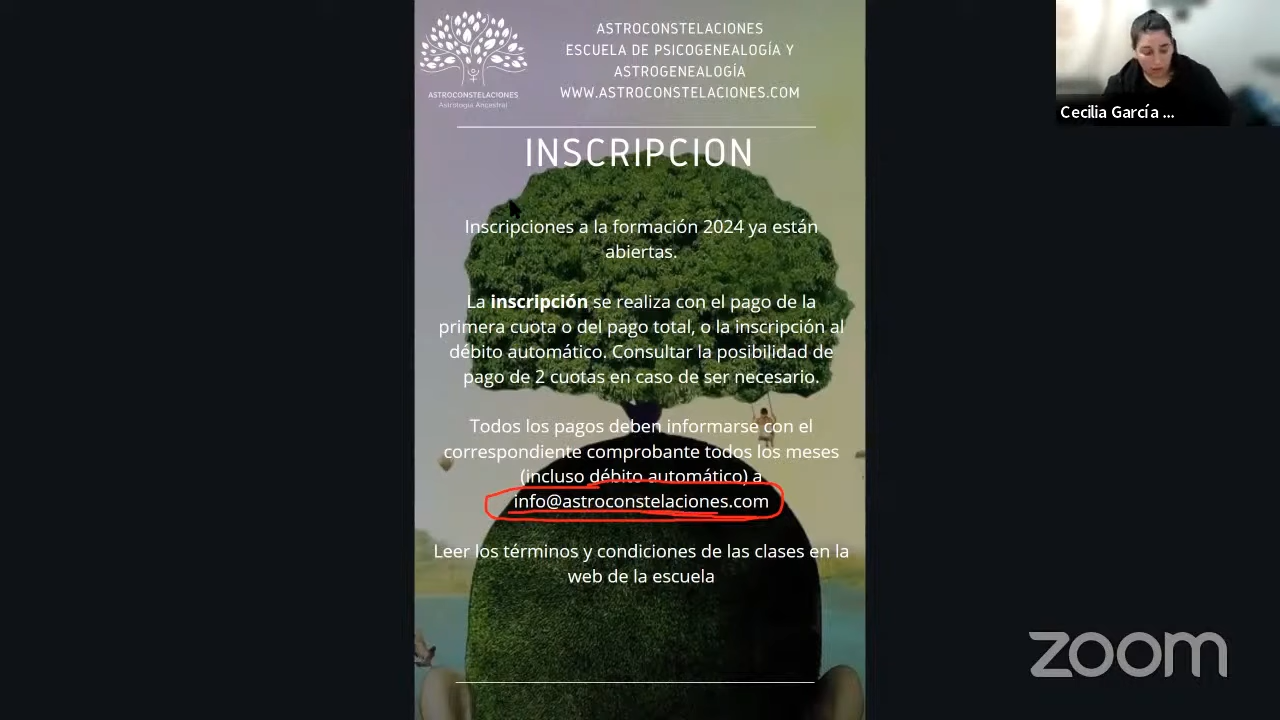 ASTROCONSTELACIONES
Astrología Ancestral
ASTROCONSTELACIONES
ESCUELA DE PSICOGENEALOGÍA Y
ASTROGENEALOGÍA
WWW.ASTROCONSTELACIONES.COM
Cecilia García ...
INSCRIPCION
Inscripciones a la formación 2024 ya están
abiertas.
La inscripción se realiza con el pago de la
primera cuota o del pago total, o la inscripción al
débito automático. Consultar la posibilidad de
pago de 2 cuotas en caso de ser necesario.
Todos los pagos deben informarse con el
correspondiente comprobante todos los meses
(incluso débito automático) a
info@astroconstelaciones.com
Leer los términos y condiciones de las clases en la
web de la escuela
zoom